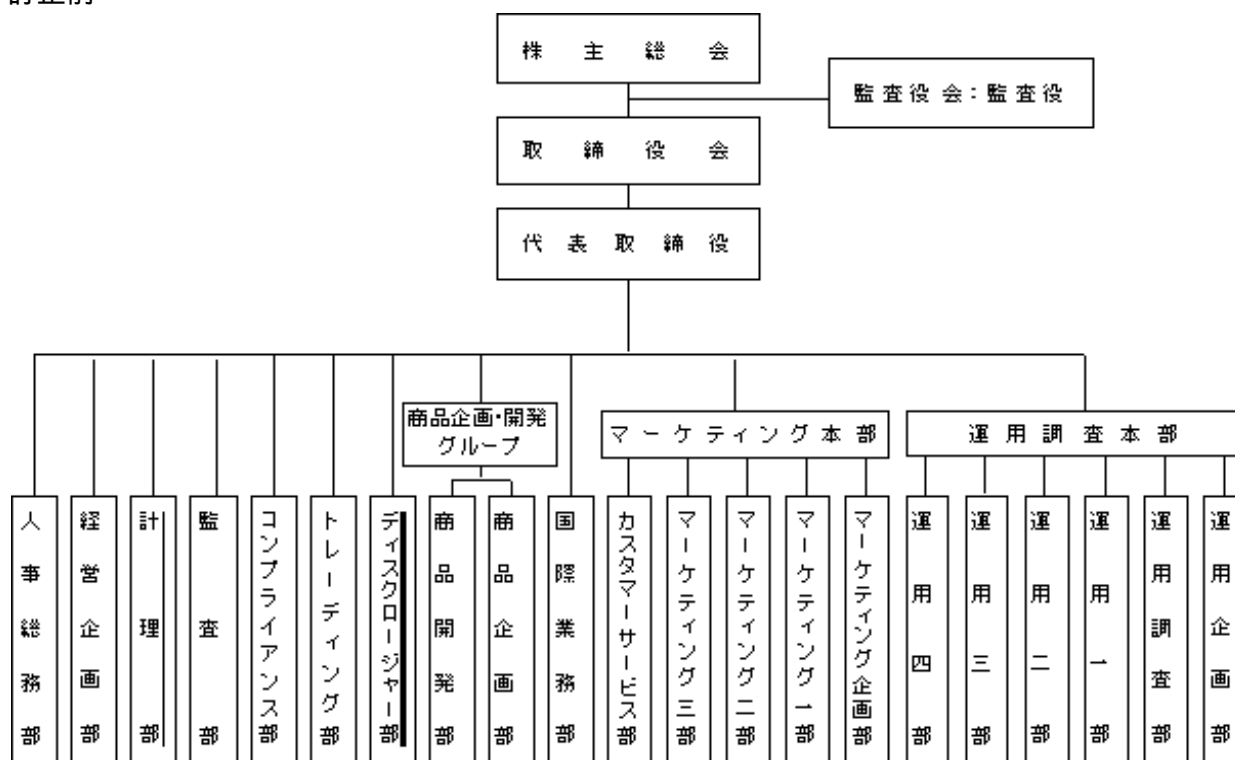 株主総会
監査役会：監査役
取締役会
代表取締役
商品企画・開発
グループ
マーケティング本部
運用調査本部
人事総務部
経営企画部
計理部
監査部
コンプライアンス部
トレーディング部
ディスクロージャー部
商品開発部
商品企画部
国際業務部
カスタマーサービス部
マーケティング三部
マーケティング二部
マーケティング一部
マーケティング企画部
運用四部
運用三部
運用二部
運用一部
運用調査部
運用企画部